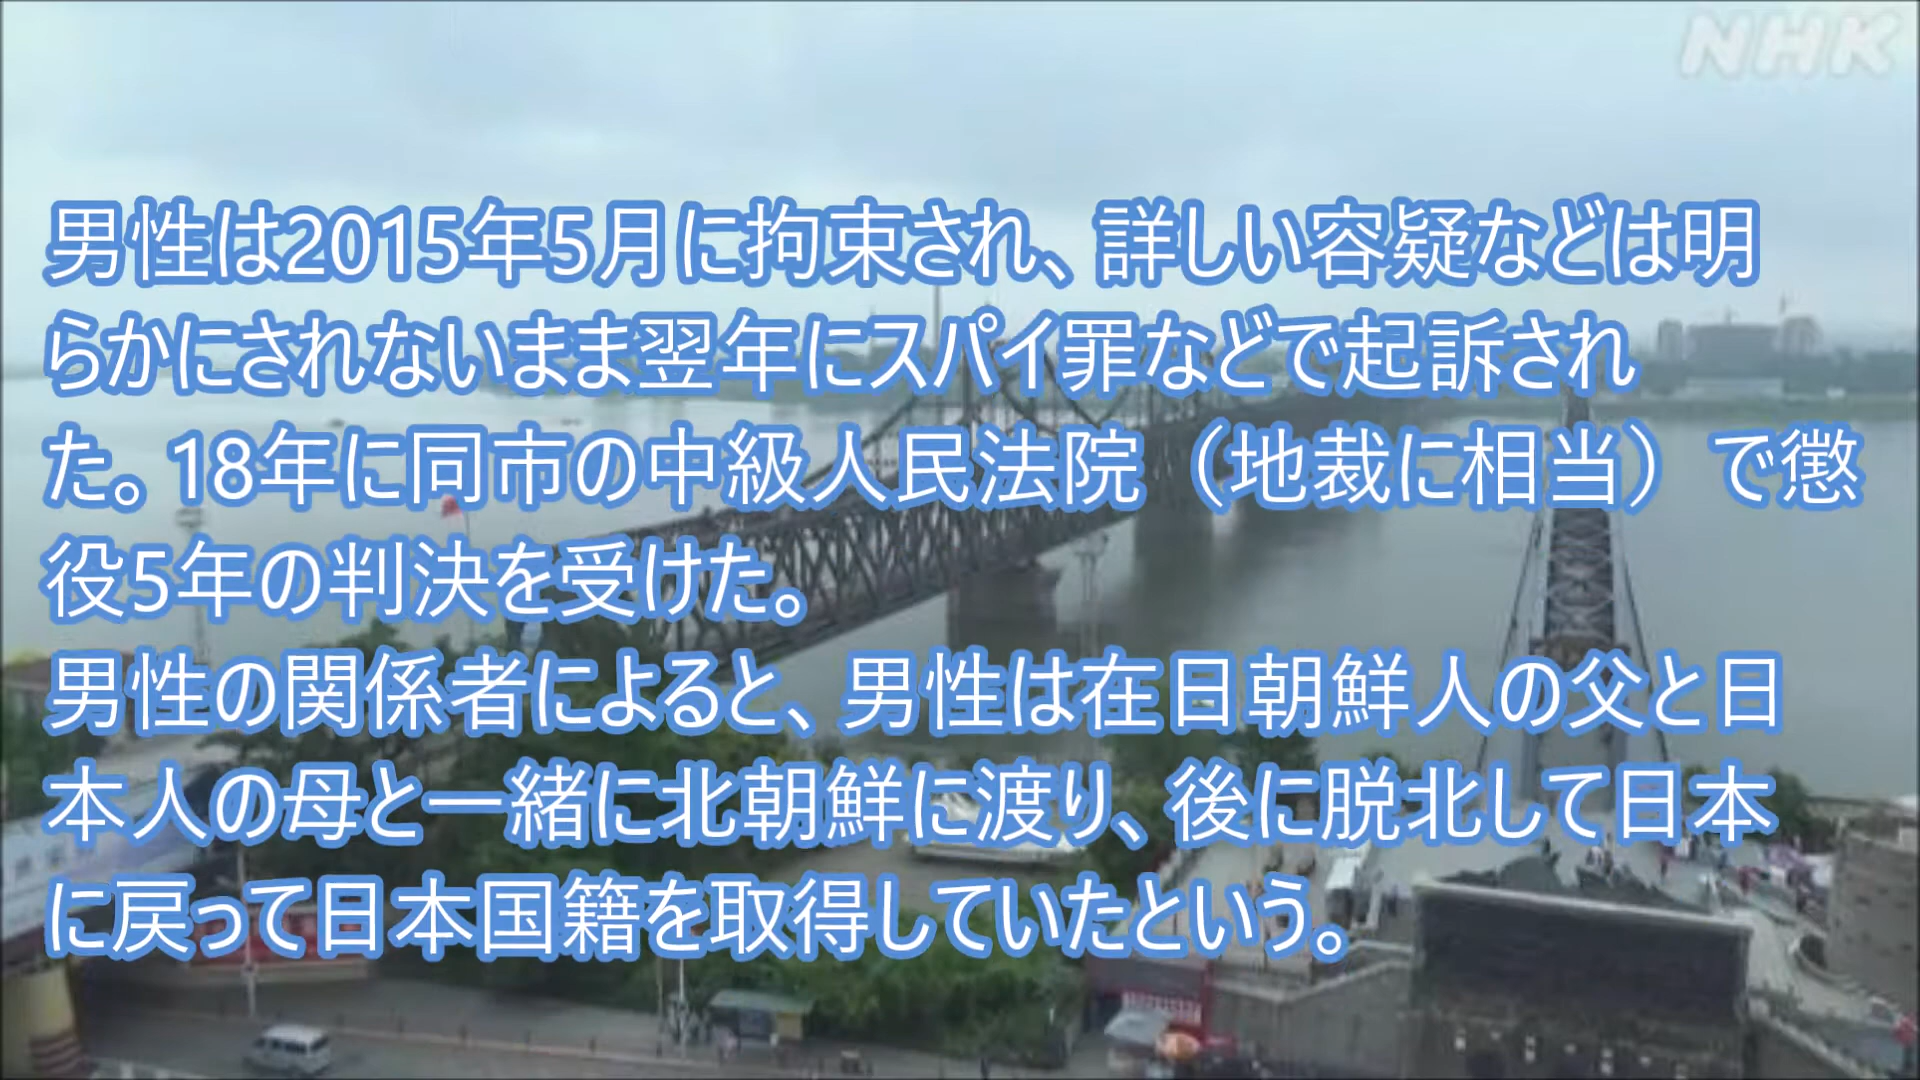 NHK
男性は2015年5月に拘束され、詳しい容疑などは明
らかにされないまま翌年にスパイ罪などで起訴され
た。18年に同市の中級人民法院（地裁に相当）で懲
役5年の判決を受けた。
男性の関係者によると、男性は在日朝鮮人の父と日
本人の母と一緒に北朝鮮に渡り、後に脱北して日本
に戻って日本国籍を取得していたという。